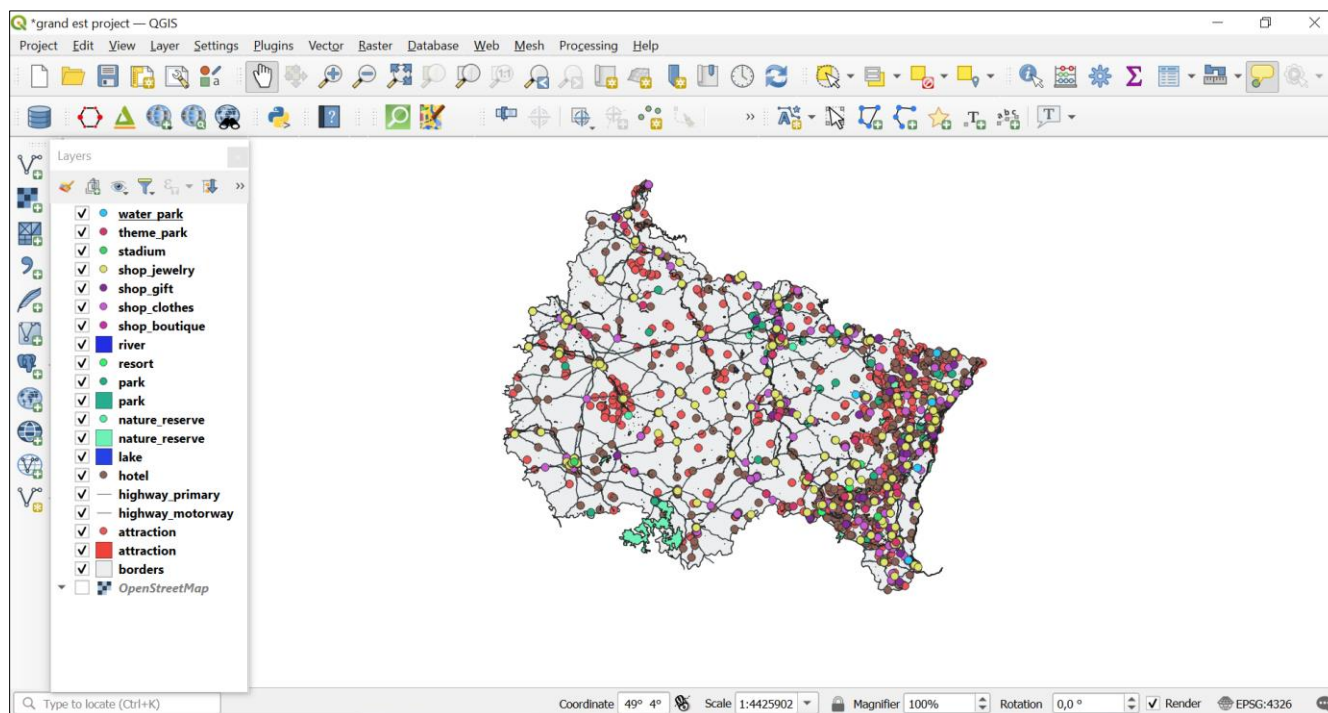 *grand est project — QGIS
Project Edit View Layer Settings Plugins Vector Raster Database Web Mesh Processing Help
Layers
water_park
theme_park
stadium
shop_jewelry
shop_gift
shop_clothes
shop_boutique
river
resort
park
park
nature_reserve
nature_reserve
lake
hotel
highway_primary
highway_motorway
attraction
attraction
borders
OpenStreetMap
Type to locate (Ctrl+K) Coordinate 49° 4° Scale 1:4425902 Magnifier 100% Rotation 0,0 ° Render EPSG:4326